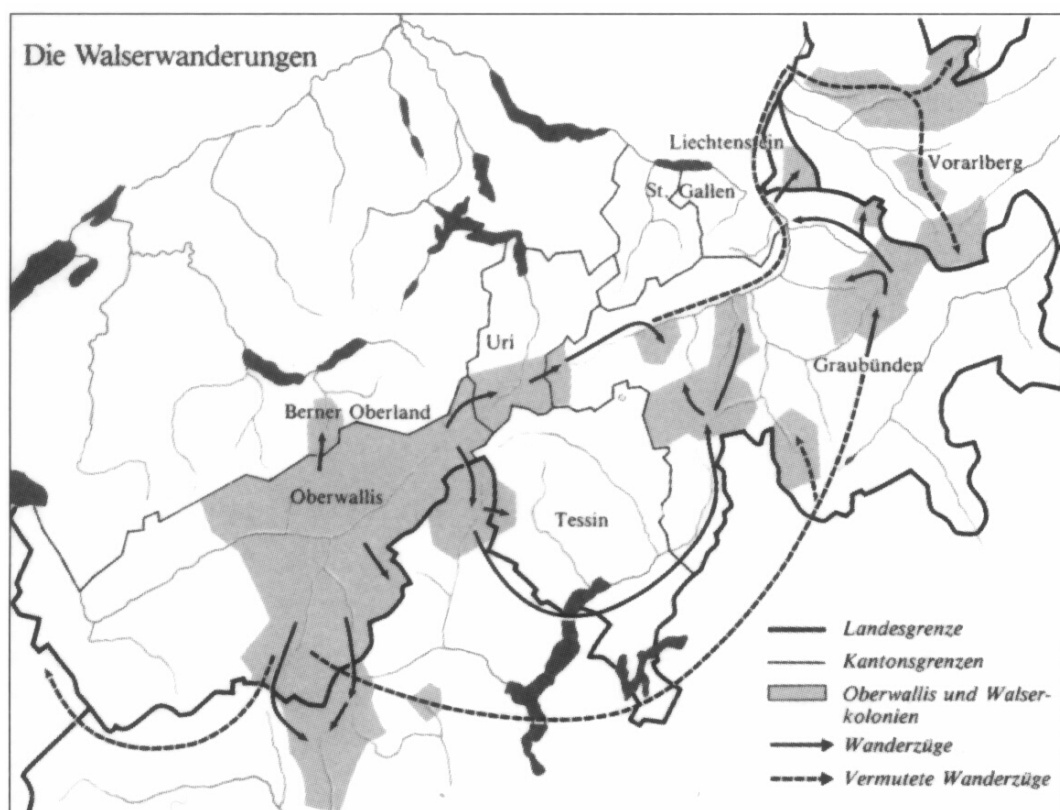 Die Walserwanderungen
Liechtenstein
St. Gallen
Vorarlberg
Uri
Graubünden
Berner Oberland
Oberwallis
Tessin
Landesgrenze
Kantonsgrenzen
Oberwallis und Walser-
kolonien
Wanderzüge
Vermutete Wanderzüge